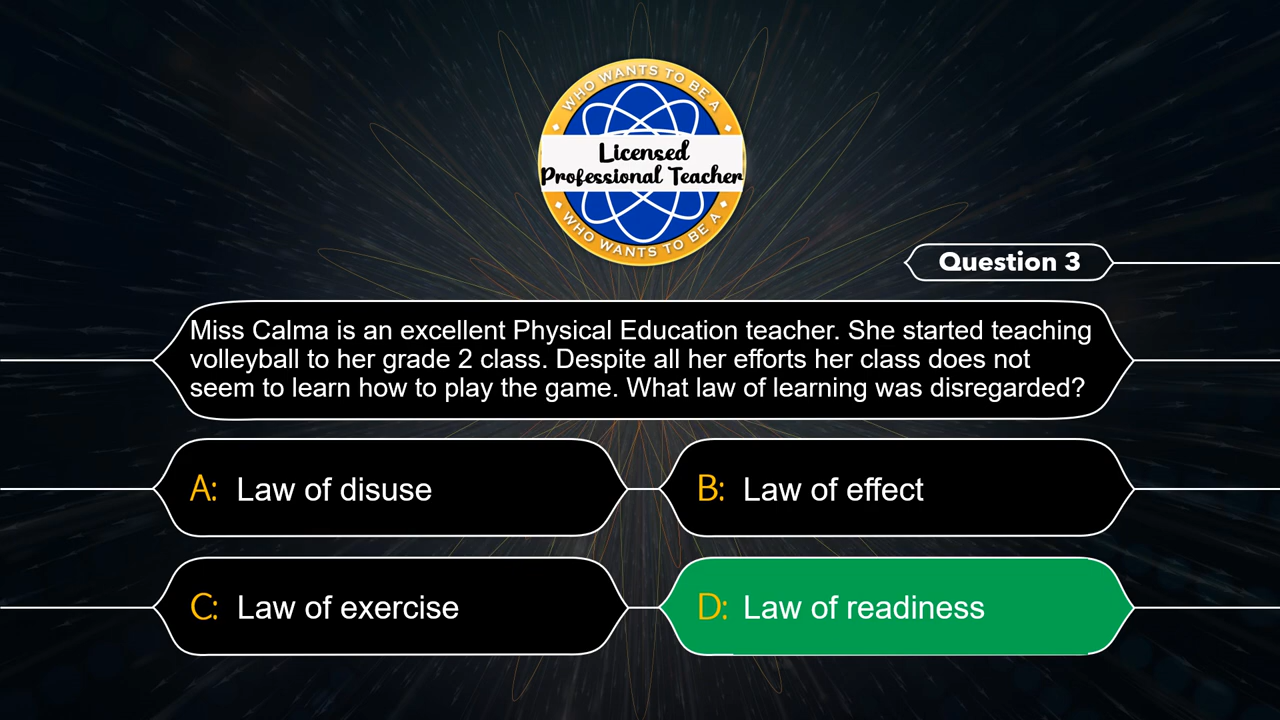 WHO WANTS TO BE A
Licensed
Professional Teacher
WHO WANTS TO BE A
Question 3
Miss Calma is an excellent Physical Education teacher. She started teaching
volleyball to her grade 2 class. Despite all her efforts her class does not
seem to learn how to play the game. What law of learning was disregarded?
A: Law of disuse
B: Law of effect
C: Law of exercise
D: Law of readiness